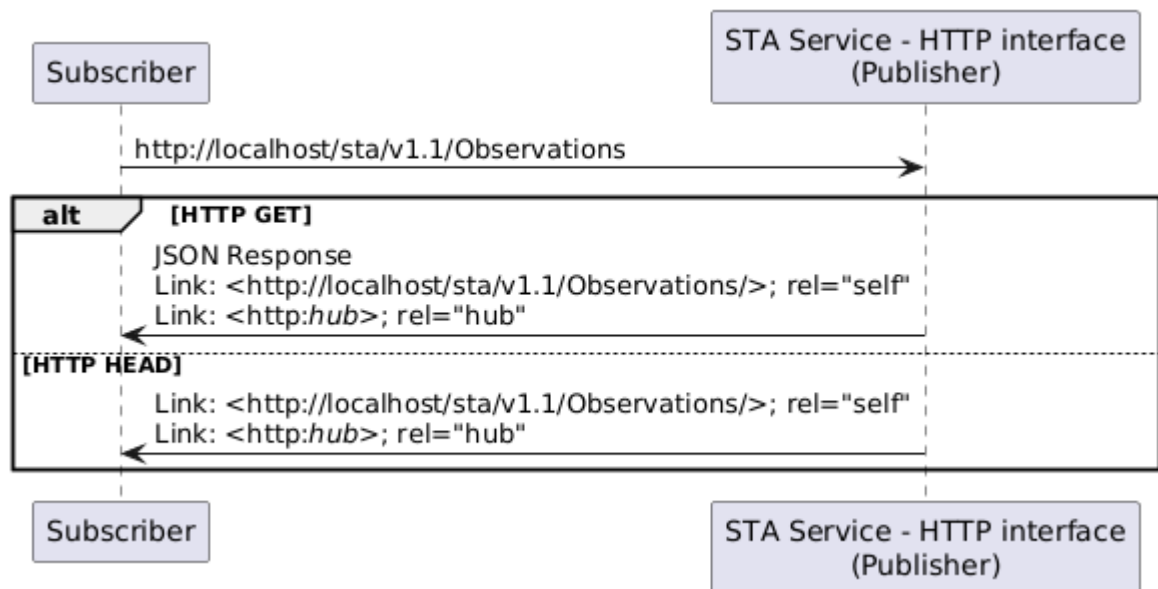 Subscriber
STA Service - HTTP interface
(Publisher)
http://localhost/sta/v1.1/Observations
alt
[HTTP GET]
JSON Response
Link: <http://localhost/sta/v1.1/Observations/>; rel="self"
Link: <http:hub>; rel="hub"
[HTTP HEAD]
Link: <http://localhost/sta/v1.1/Observations/>; rel="self"
Link: <http:hub>; rel="hub"
Subscriber
STA Service - HTTP interface
(Publisher)